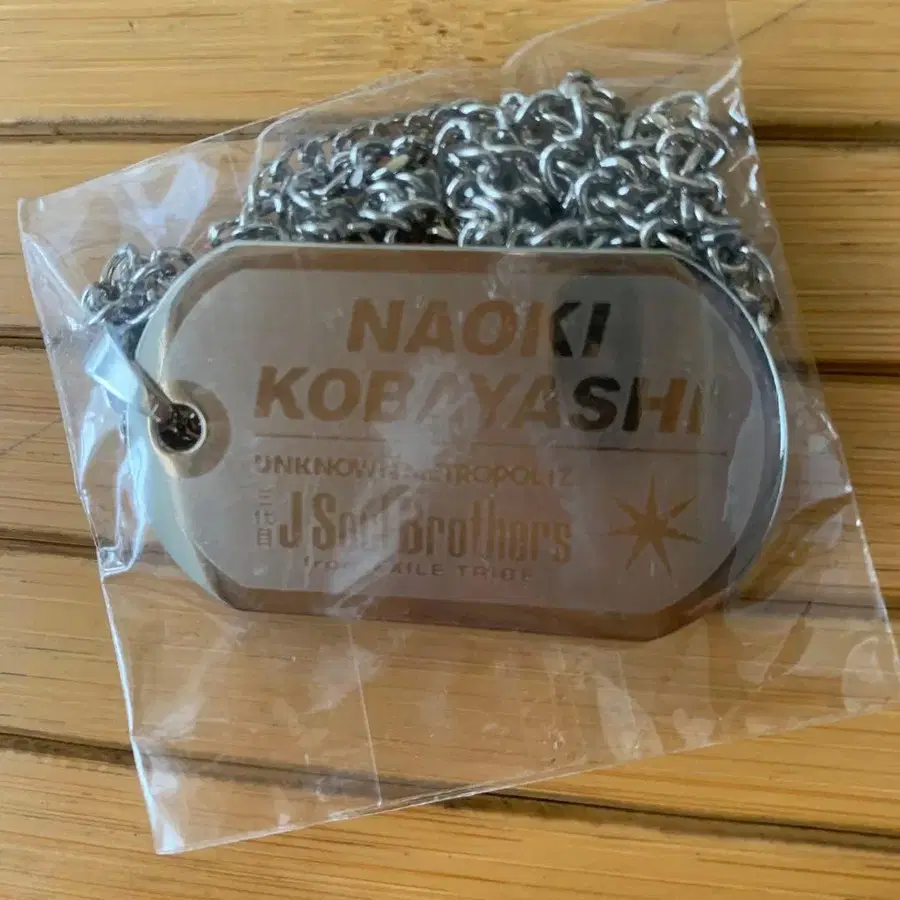 NAOKI
KOBAYASHI
UNKNOWN METROPOLIZ
三代目 J Soul Brothers
from EXILE TRIBE